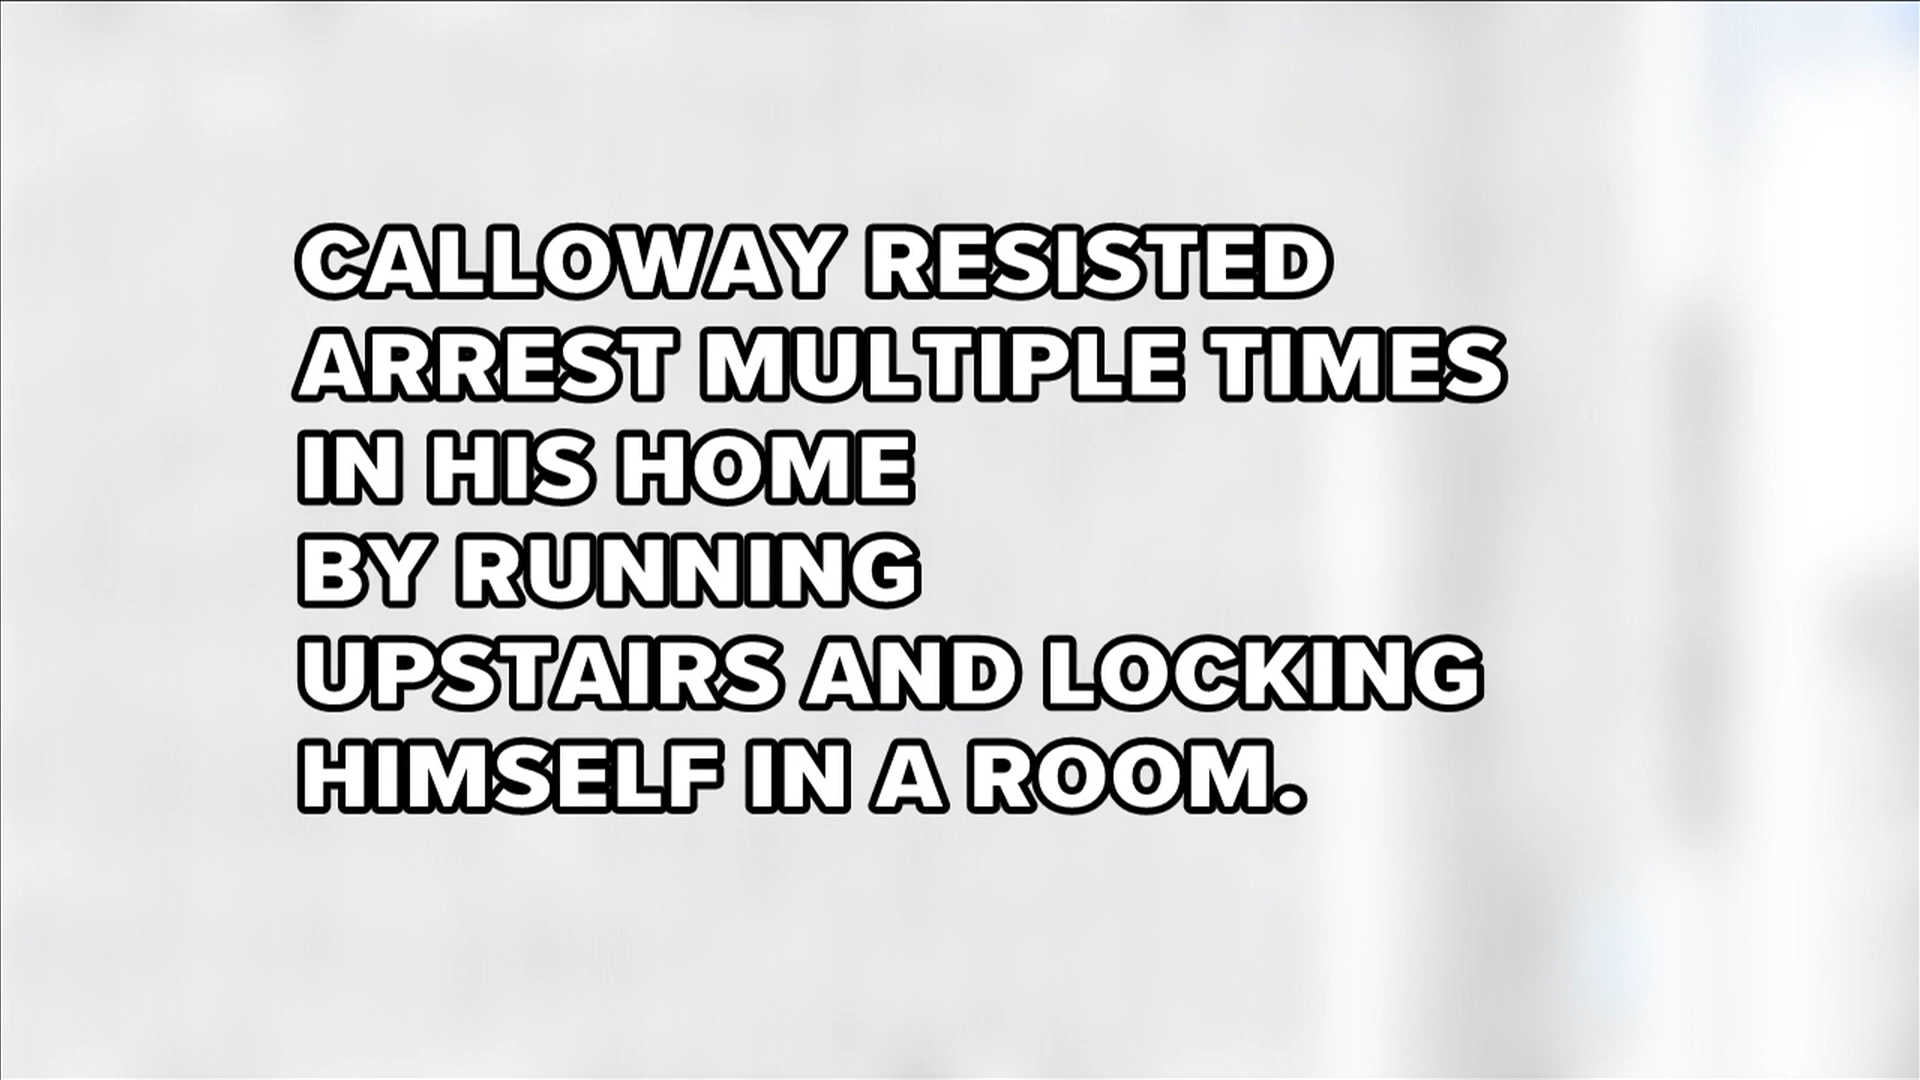 CALLOWAY RESISTED
ARREST MULTIPLE TIMES
IN HIS HOME
BY RUNNING
UPSTAIRS AND LOCKING
HIMSELF IN A ROOM.